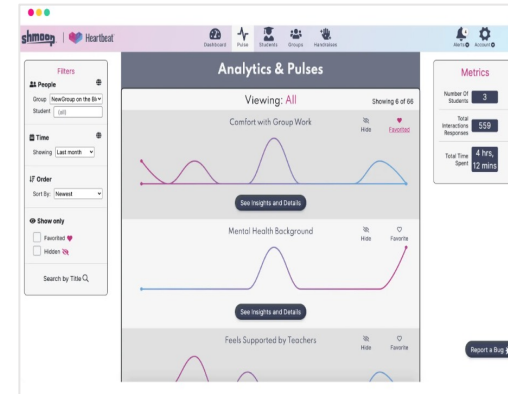 shmoop | Heartbeat
Dashboard Pulse Students Groups Handraises
Alerts Account
Filters
People
Group NewGroup on the Bl
Student (all)
Time
Showing Last month
Order
Sort By: Newest
Show only
Favorited
Hidden
Search by Title
Analytics & Pulses
Viewing: All
Showing 6 of 66
Comfort with Group Work
Hide Favorited
See Insights and Details
Mental Health Background
Hide Favorite
See Insights and Details
Feels Supported by Teachers
Hide Favorite
Metrics
Number Of
Students
3
Total
Interactions
Responses
559
Total Time
Spent
4 hrs,
12 mins
Report a Bug